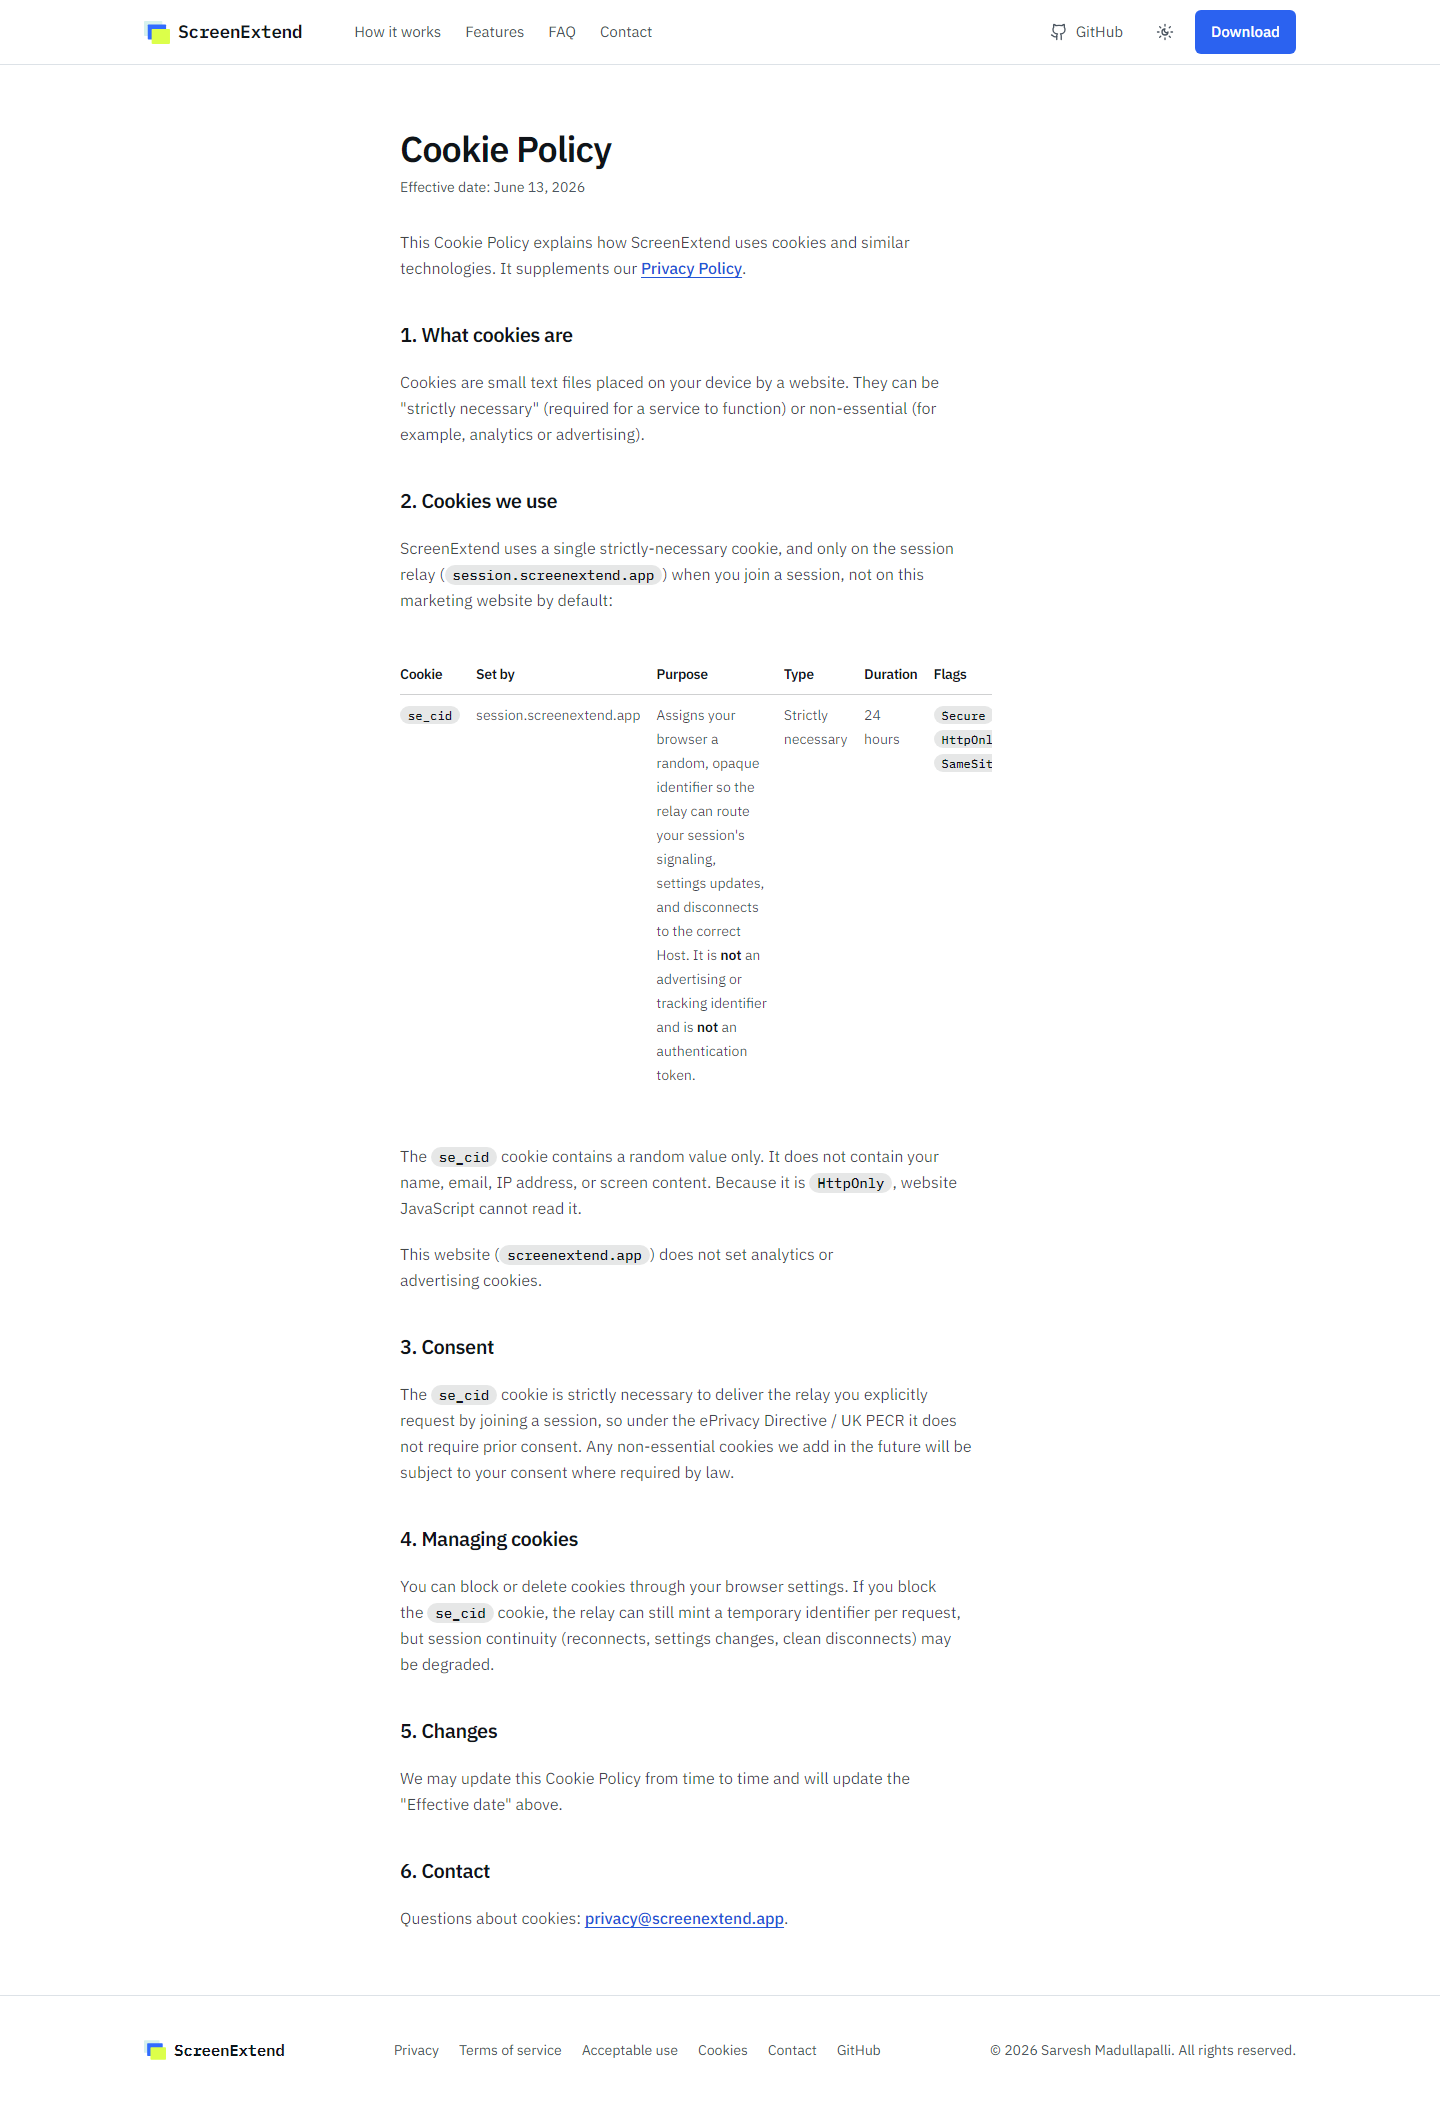 ScreenExtend
How it works
Features
FAQ
Contact
GitHub
Download
Cookie Policy
Effective date: June 13, 2026
This Cookie Policy explains how ScreenExtend uses cookies and similar
technologies. It supplements our Privacy Policy.
1. What cookies are
Cookies are small text files placed on your device by a website. They can be
"strictly necessary" (required for a service to function) or non-essential (for
example, analytics or advertising).
2. Cookies we use
ScreenExtend uses a single strictly-necessary cookie, and only on the session
relay (session.screenextend.app) when you join a session, not on this
marketing website by default:
Cookie Set by Purpose Type Duration Flags
se_cid
session.screenextend.app
Assigns your
browser a
random, opaque
identifier so the
relay can route
your session's
signaling,
settings updates,
and disconnects
to the correct
Host. It is not an
advertising or
tracking identifier
and is not an
authentication
token.
Strictly
necessary
24
hours
Secure
HttpOnl
SameSit
The se_cid cookie contains a random value only. It does not contain your
name, email, IP address, or screen content. Because it is HttpOnly, website
JavaScript cannot read it.
This website (screenextend.app) does not set analytics or
advertising cookies.
3. Consent
The se_cid cookie is strictly necessary to deliver the relay you explicitly
request by joining a session, so under the ePrivacy Directive / UK PECR it does
not require prior consent. Any non-essential cookies we add in the future will be
subject to your consent where required by law.
4. Managing cookies
You can block or delete cookies through your browser settings. If you block
the se_cid cookie, the relay can still mint a temporary identifier per request,
but session continuity (reconnects, settings changes, clean disconnects) may
be degraded.
5. Changes
We may update this Cookie Policy from time to time and will update the
"Effective date" above.
6. Contact
Questions about cookies: privacy@screenextend.app.
ScreenExtend
Privacy
Terms of service
Acceptable use
Cookies
Contact
GitHub
© 2026 Sarvesh Madullapalli. All rights reserved.